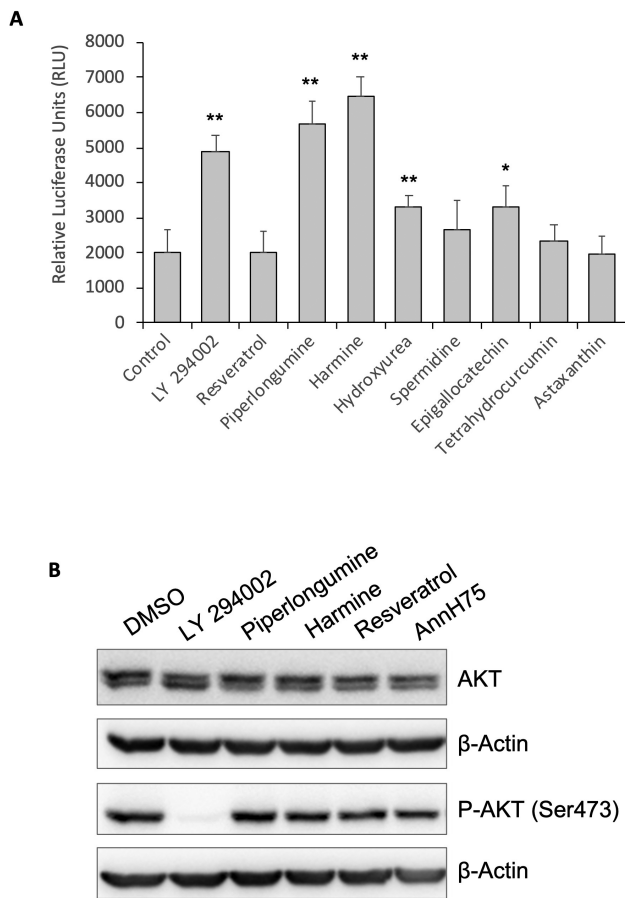 A
Relative Luciferase Units (RLU)
8000
7000
6000
5000
4000
3000
2000
1000
0
**
**
**
**
*
Control
LY 294002
Resveratrol
Piperlongumine
Harmine
Hydroxyurea
Spermidine
Epigallocatechin
Tetrahydrocurcumin
Astaxanthin
B
DMSO
LY 294002
Piperlongumine
Harmine
Resveratrol
AnnH75
AKT
β-Actin
P-AKT (Ser473)
β-Actin